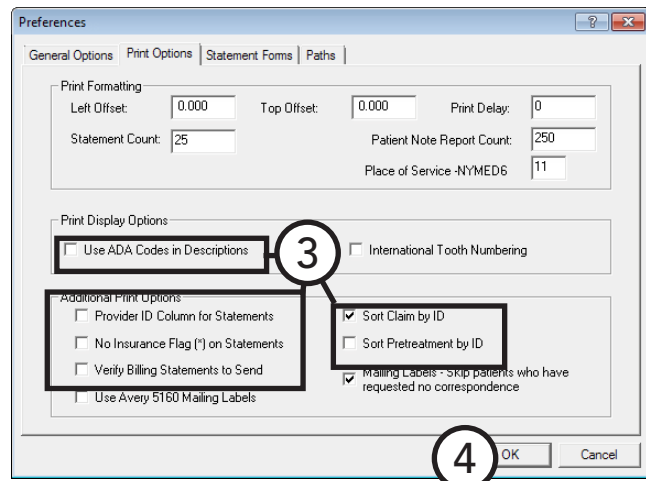 Preferences
General Options Print Options Statement Forms Paths
Print Formatting
Left Offset: 0.000 Top Offset: 0.000 Print Delay: 0
Statement Count: 25 Patient Note Report Count: 250
Place of Service -NYMED6 11
Print Display Options
Use ADA Codes in Descriptions 3 International Tooth Numbering
Additional Print Options
Provider ID Column for Statements Sort Claim by ID
No Insurance Flag (*) on Statements Sort Pretreatment by ID
Verify Billing Statements to Send Mailing Labels - Skip patients who have
requested no correspondence
Use Avery 5160 Mailing Labels
4 OK Cancel